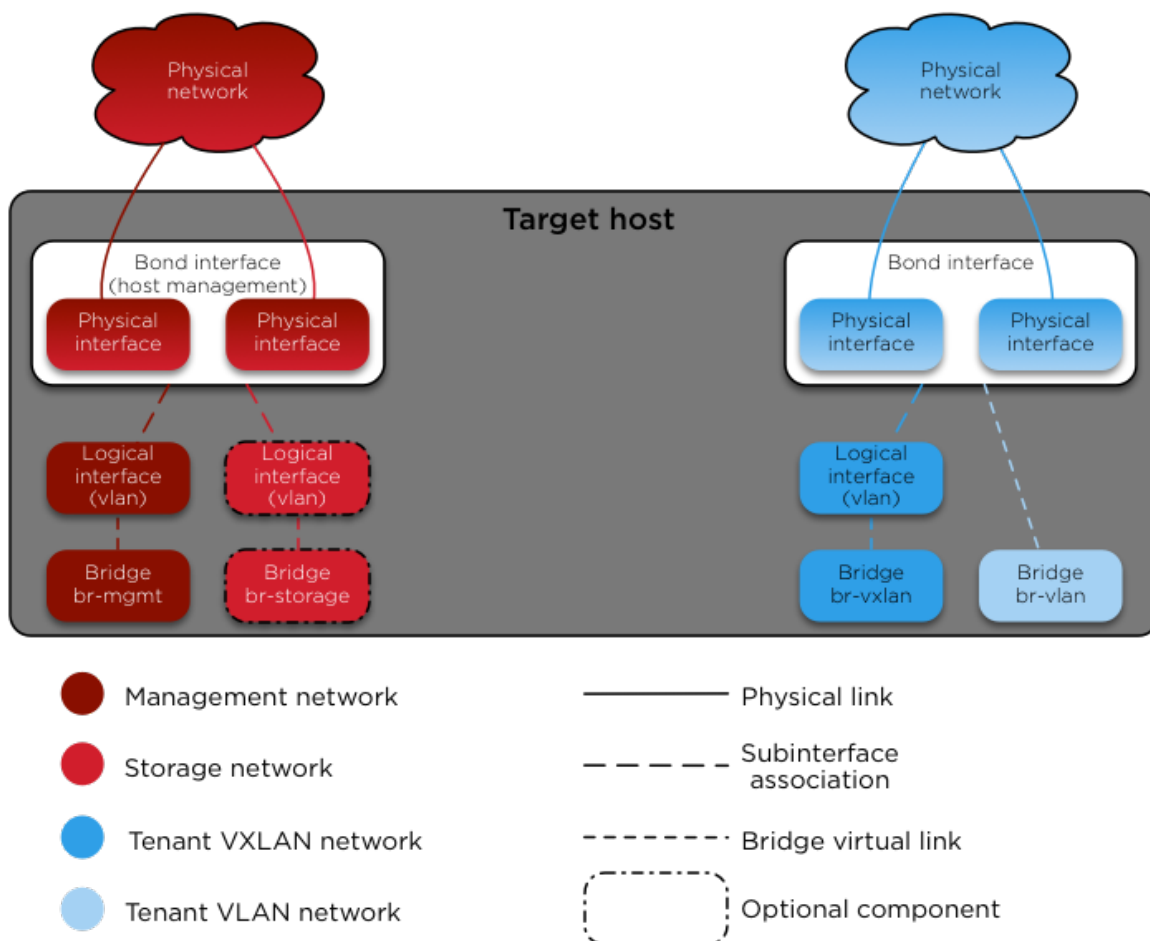 Physical
network
Physical
network
Target host
Bond interface
(host management)
Physical
interface
Physical
interface
Bond interface
Physical
interface
Physical
interface
Logical
interface
(vlan)
Logical
interface
(vlan)
Logical
interface
(vlan)
Bridge
br-mgmt
Bridge
br-storage
Bridge
br-vxlan
Bridge
br-vlan
Management network
Physical link
Storage network
Subinterface
association
Tenant VXLAN network
Bridge virtual link
Tenant VLAN network
Optional component